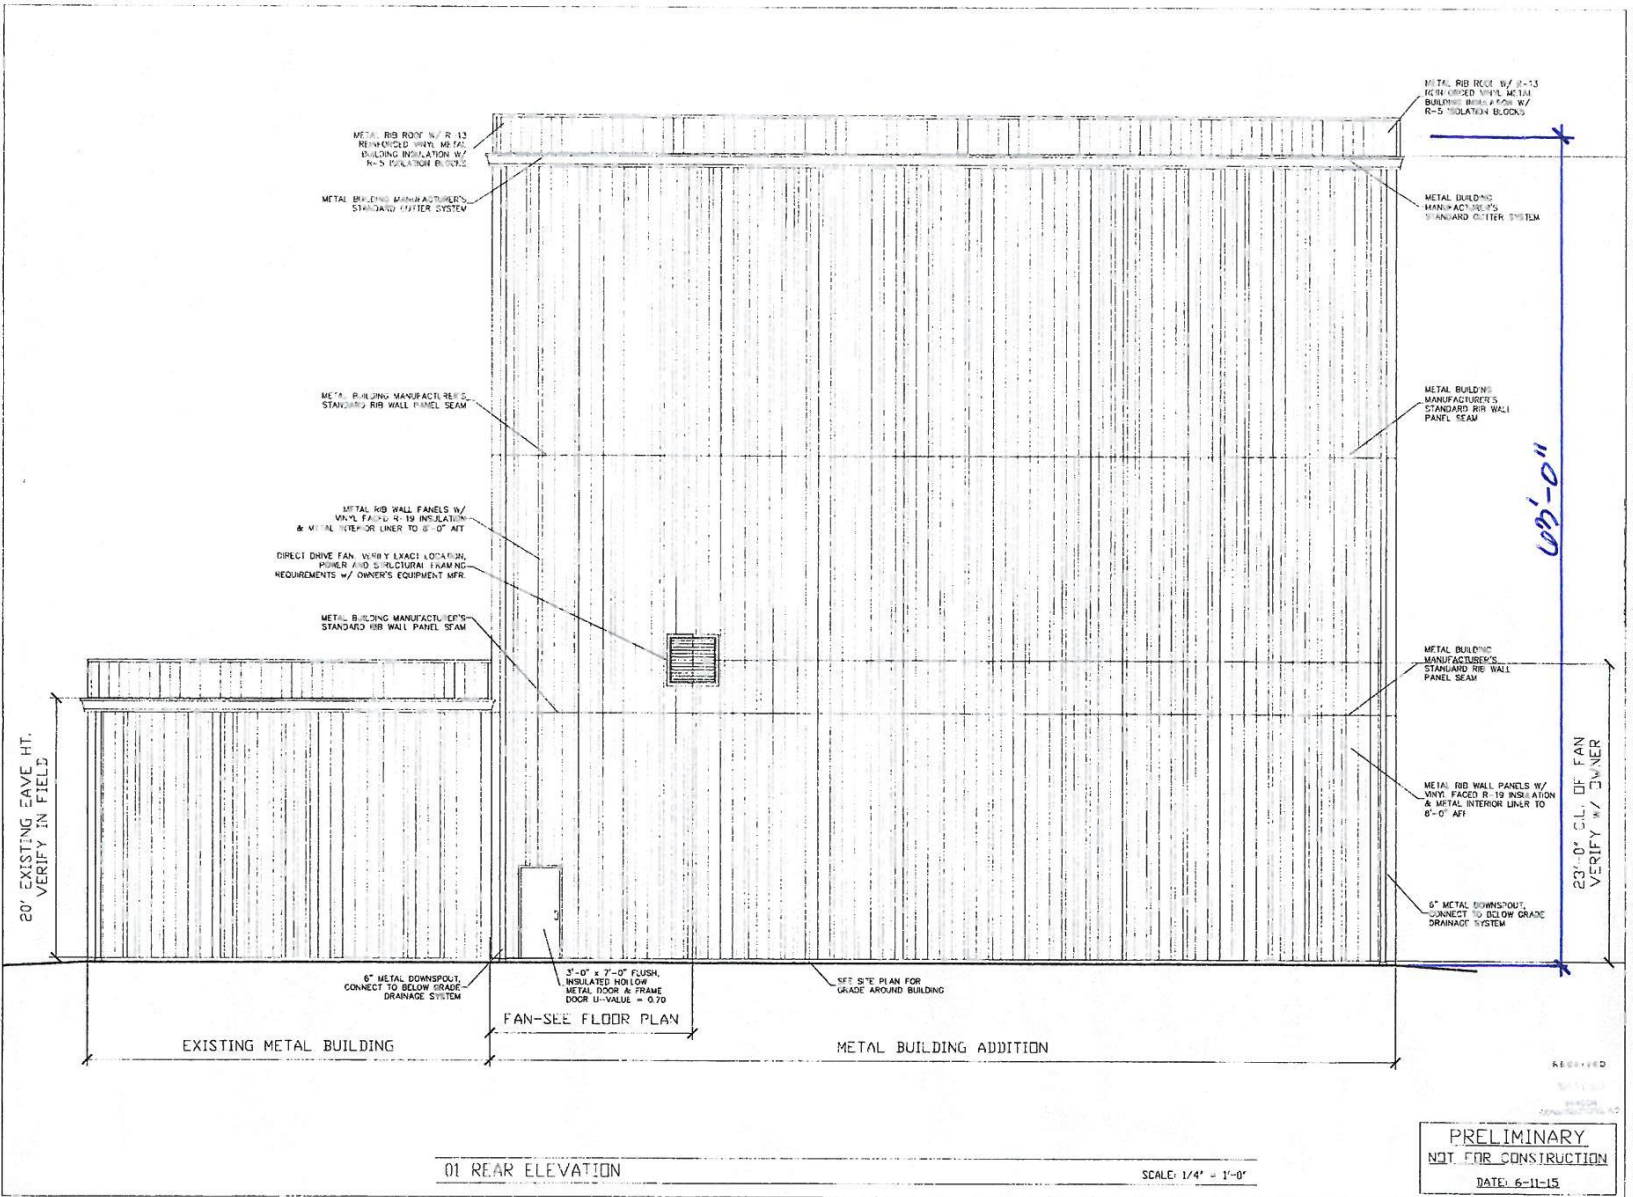 METAL RIB ROOF W/ R-13
REINFORCED VINYL METAL
BUILDING INSULATION W/
R-5 ISOLATION BLOCKS
METAL BUILDING MANUFACTURER'S
STANDARD GUTTER SYSTEM
METAL BUILDING MANUFACTURER'S
STANDARD RIB WALL PANEL SEAM
METAL RIB WALL PANELS W/
VINYL FACED R-19 INSULATION
& METAL INTERIOR LINER TO 8'-0" AFF
DIRECT DRIVE FAN. VERIFY EXACT LOCATION,
POWER AND STRUCTURAL FRAMING
REQUIREMENTS w/ OWNER'S EQUIPMENT MFR.
METAL BUILDING MANUFACTURER'S
STANDARD RIB WALL PANEL SEAM
20' EXISTING EAVE HT.
VERIFY IN FIELD
METAL RIB ROOF W/ R-13
REINFORCED VINYL METAL
BUILDING INSULATION W/
R-5 ISOLATION BLOCKS
METAL BUILDING
MANUFACTURER'S
STANDARD GUTTER SYSTEM
METAL BUILDING
MANUFACTURER'S
STANDARD RIB WALL
PANEL SEAM
METAL BUILDING
MANUFACTURER'S
STANDARD RIB WALL
PANEL SEAM
METAL RIB WALL PANELS W/
VINYL FACED R-19 INSULATION
& METAL INTERIOR LINER TO
8'-0" AFF
6" METAL DOWNSPOUT,
CONNECT TO BELOW GRADE
DRAINAGE SYSTEM
23'-0" C.L. OF FAN
VERIFY w/ OWNER
6" METAL DOWNSPOUT,
CONNECT TO BELOW GRADE
DRAINAGE SYSTEM
3'-0" x 7'-0" FLUSH,
INSULATED HOLLOW
METAL DOOR & FRAME
DOOR U-VALUE = 0.70
SEE SITE PLAN FOR
GRADE AROUND BUILDING
FAN-SEE FLOOR PLAN
EXISTING METAL BUILDING
METAL BUILDING ADDITION
RECEIVED
01 REAR ELEVATION
SCALE: 1/4" = 1'-0"
PRELIMINARY
NOT FOR CONSTRUCTION
DATE: 6-11-15